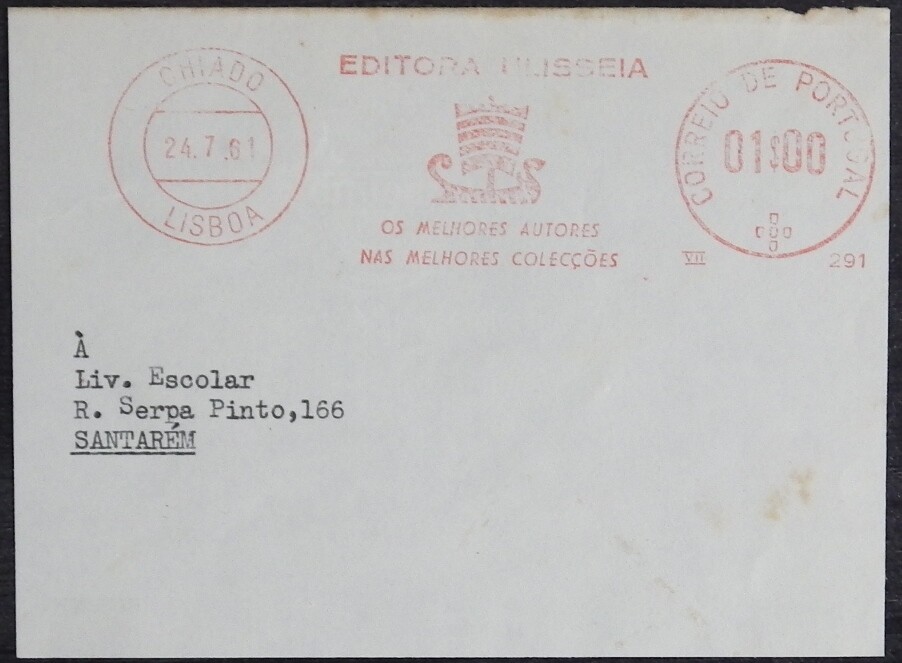 CHIADO
24.7.61
LISBOA
EDITORA ULISSEIA
OS MELHORES AUTORES
NAS MELHORES COLECÇÕES
CORREIO DE PORTUGAL
01$00
VII 291
À
Liv. Escolar
R. Serpa Pinto,166
SANTARÉM